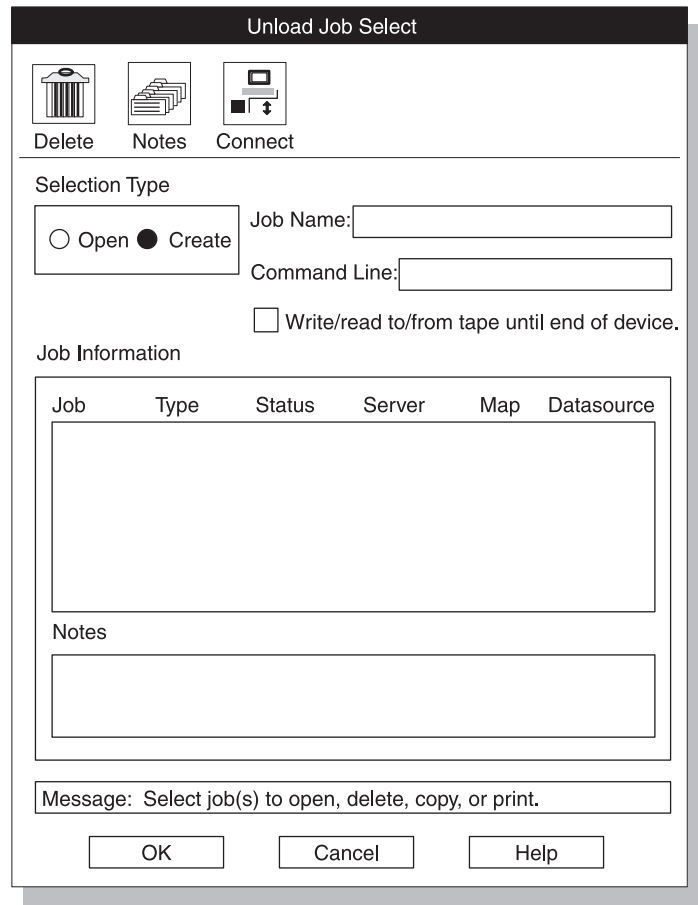 Unload Job Select
Delete Notes Connect
Selection Type
Open Create
Job Name:
Command Line:
Write/read to/from tape until end of device.
Job Information
Job Type Status Server Map Datasource
Notes
Message: Select job(s) to open, delete, copy, or print.
OK Cancel Help